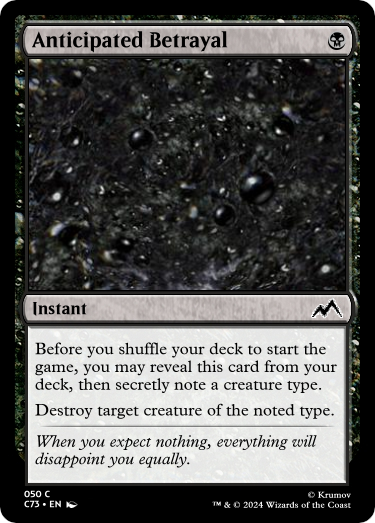 Anticipated Betrayal
Instant
Before you shuffle your deck to start the
game, you may reveal this card from your
deck, then secretly note a creature type.
Destroy target creature of the noted type.
When you expect nothing, everything will
disappoint you equally.
050 C
C73 • EN
© Krumov
™ & © 2024 Wizards of the Coast